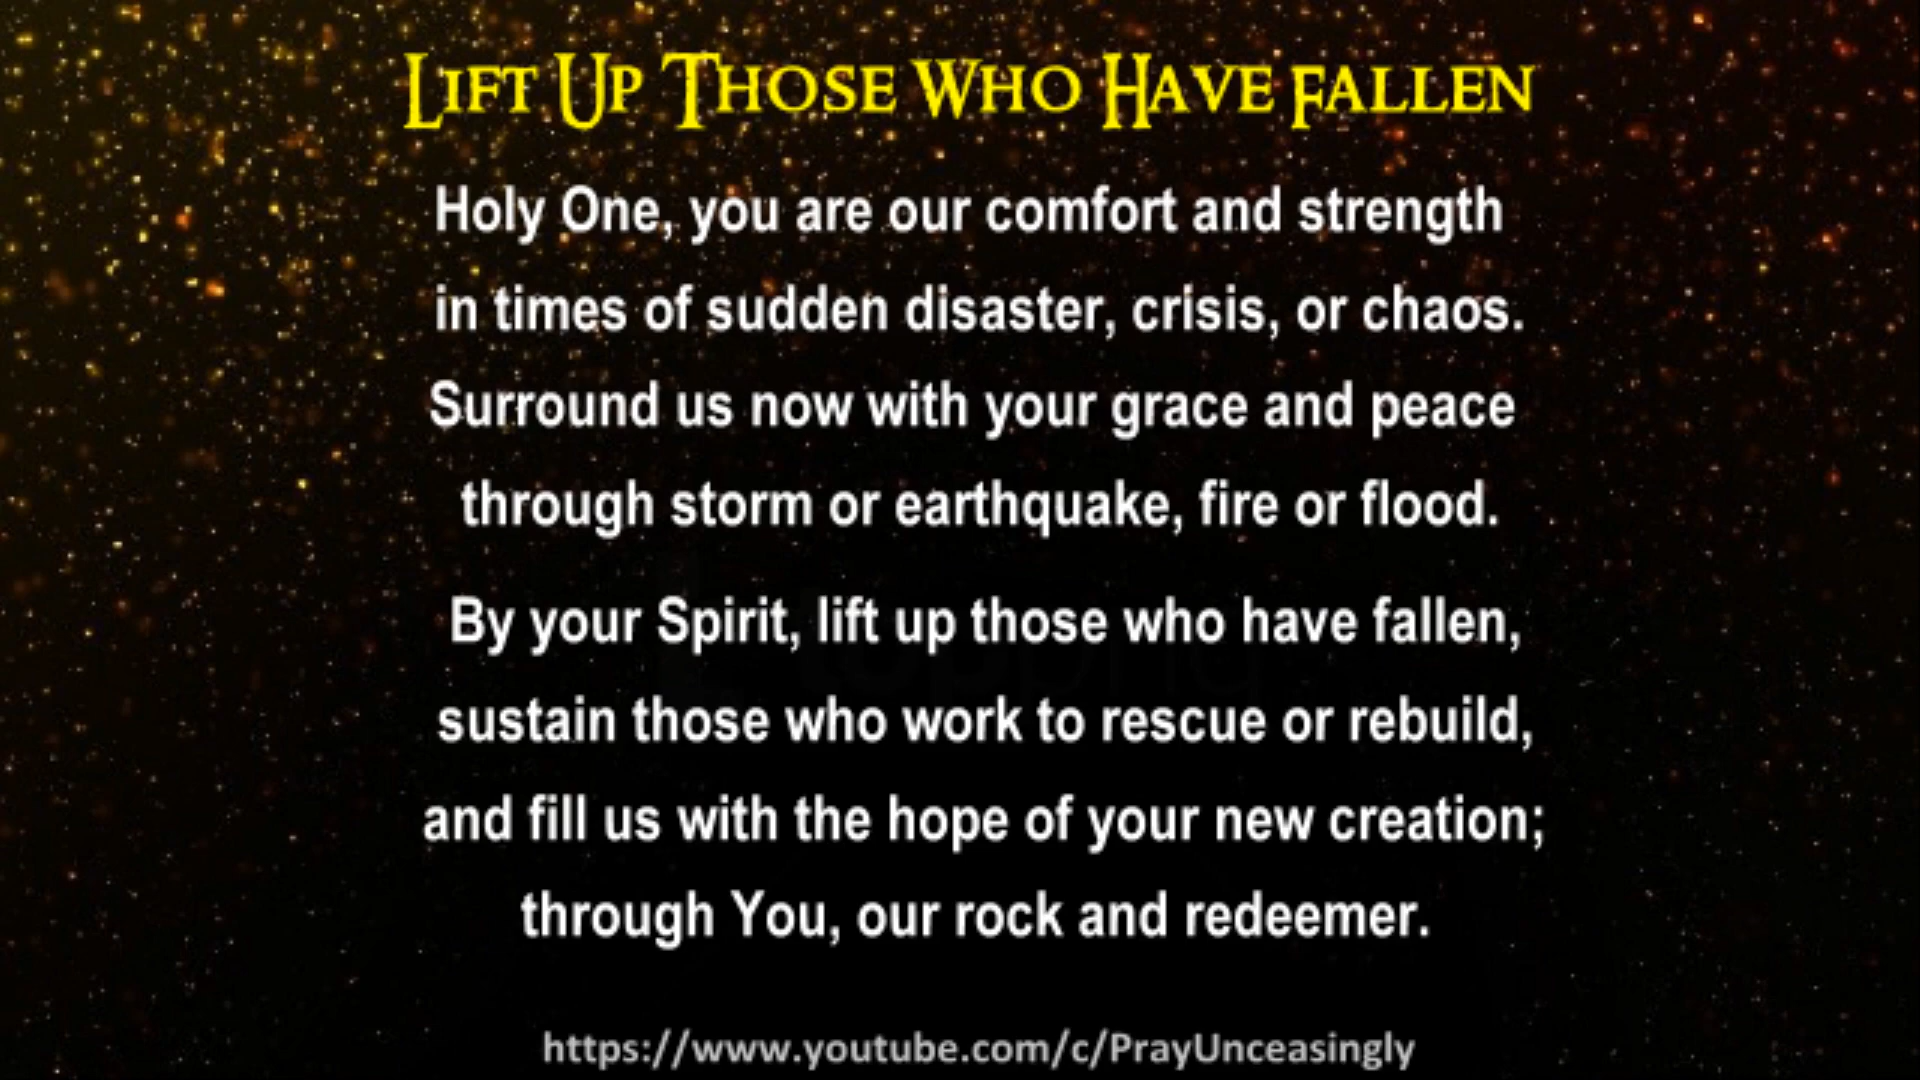 Lift Up Those Who Have Fallen
Holy One, you are our comfort and strength
in times of sudden disaster, crisis, or chaos.
Surround us now with your grace and peace
through storm or earthquake, fire or flood.
By your Spirit, lift up those who have fallen,
sustain those who work to rescue or rebuild,
and fill us with the hope of your new creation;
through You, our rock and redeemer.
https://www.youtube.com/c/PrayUnceasingly